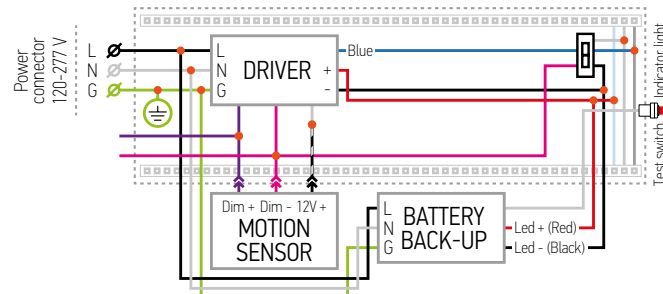 Power
connector
120-277 V
L
N
G
L
N
G
DRIVER
Blue
+
-
Indicator light
Test switch
Dim + Dim - 12V +
MOTION
SENSOR
L
N
G
BATTERY
BACK-UP
Led + (Red)
Led - (Black)